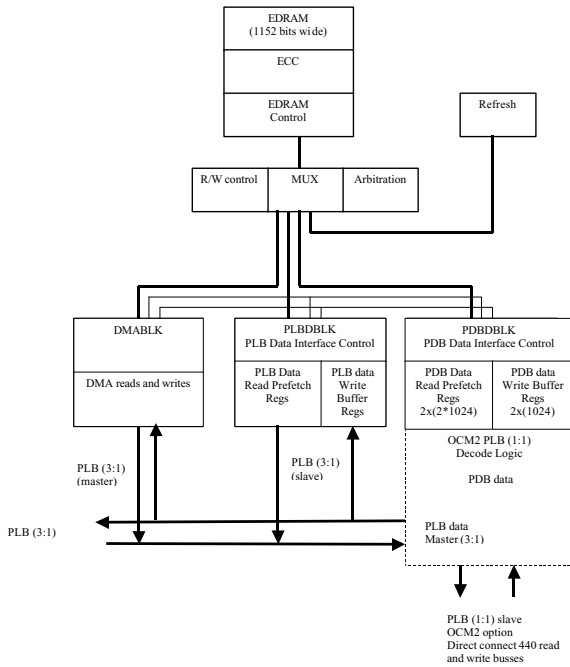 EDRAM
(1152 bits wide)
ECC
EDRAM
Control
Refresh
R/W control
MUX
Arbitration
DMABLK
DMA reads and writes
PLBDBLK
PLB Data Interface Control
PLB Data
Read Prefetch
Regs
PLB data
Write
Buffer
Regs
PDBDBLK
PDB Data Interface Control
PDB Data
Read Prefetch
Regs
2x(2*1024)
PDB data
Write Buffer
Regs
2x(1024)
OCM2 PLB (1:1)
Decode Logic
PDB data
PLB (3:1)
(master)
PLB (3:1)
(slave)
PLB (3:1)
PLB data
Master (3:1)
PLB (1:1) slave
OCM2 option
Direct connect 440 read
and write busses